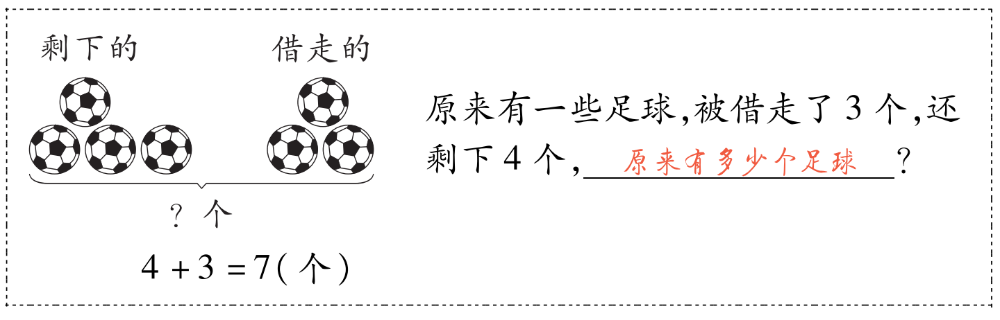 剩下的 借走的
? 个
4 + 3 = 7( 个 )
原来有一些足球,被借走了 3 个,还
剩下 4 个, 原来有多少个足球 ?